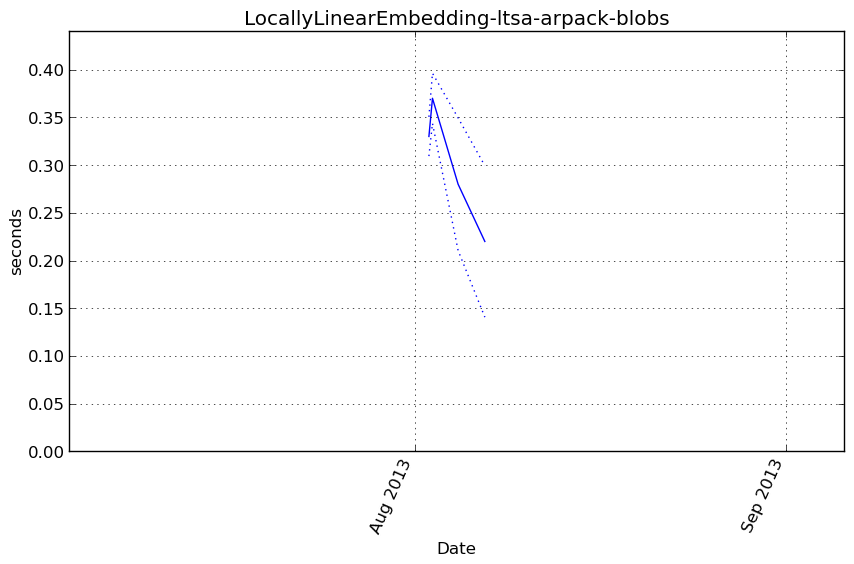 LocallyLinearEmbedding-ltsa-arpack-blobs
0.40
0.35
0.30
0.25
0.20
0.15
0.10
0.05
0.00
seconds
Aug 2013
Sep 2013
Date